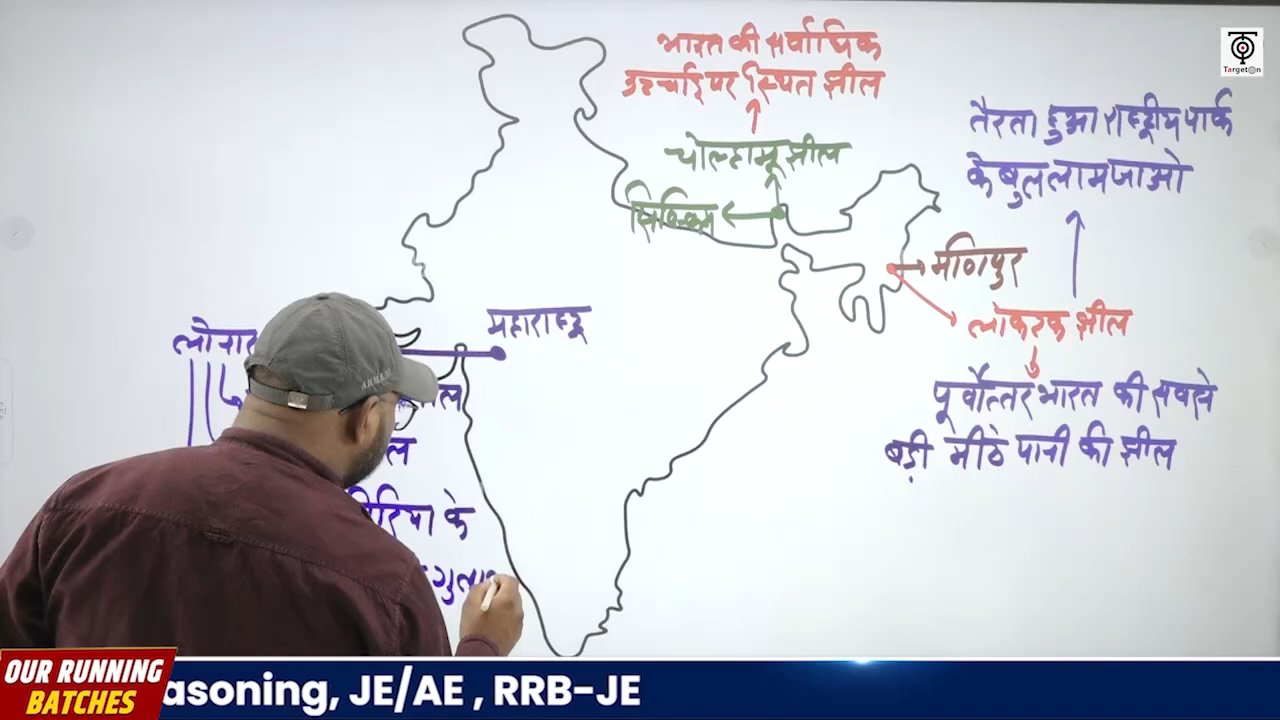 भारत की सर्वाधिक
ऊँचाई पर स्थित झील
चोल्हामू झील
सिक्किम
तैरता हुआ राष्ट्रीय पार्क
केबुललामजाओ
मणिपुर
लोकटक झील
पूर्वोत्तर भारत की सबसे
बड़ी मीठे पानी की झील
महाराष्ट्र
लोनार
के
गुला
Target@n
ARMA
OUR RUNNING
BATCHES
asoning, JE/AE , RRB-JE